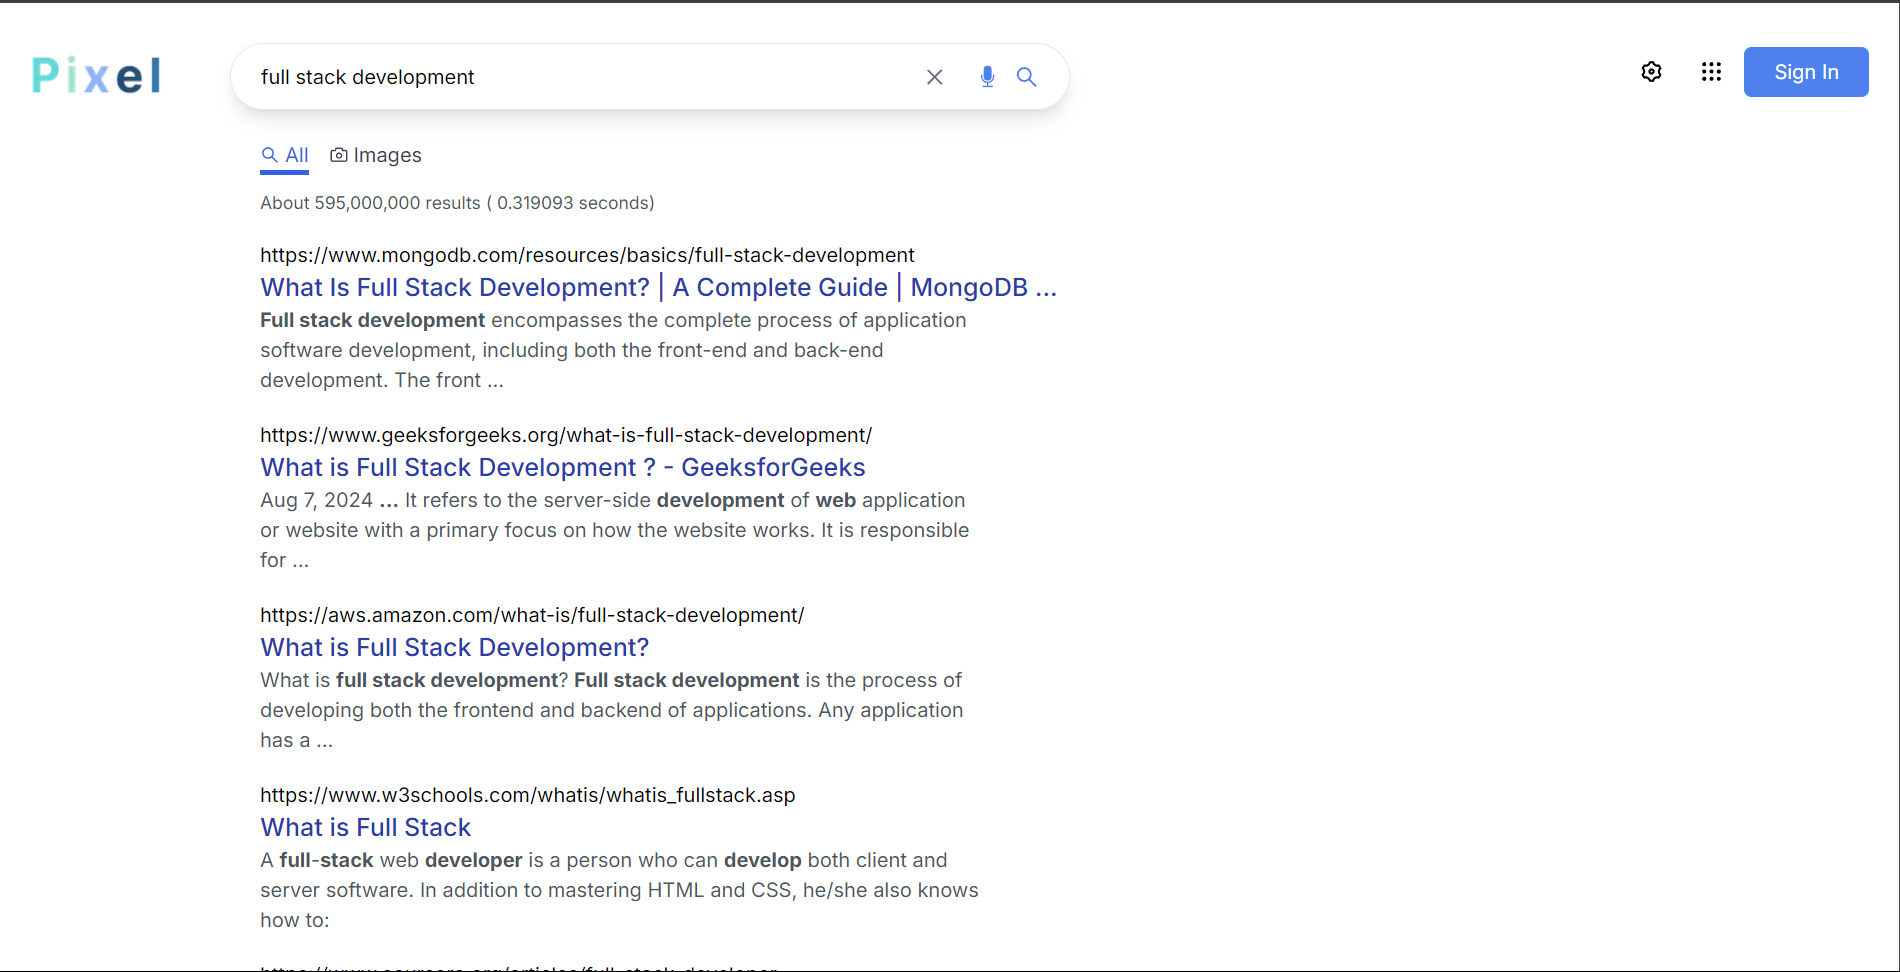 Pixel
full stack development
Sign In
All
Images
About 595,000,000 results ( 0.319093 seconds)
https://www.mongodb.com/resources/basics/full-stack-development
What Is Full Stack Development? | A Complete Guide | MongoDB ...
Full stack development encompasses the complete process of application
software development, including both the front-end and back-end
development. The front ...
https://www.geeksforgeeks.org/what-is-full-stack-development/
What is Full Stack Development ? - GeeksforGeeks
Aug 7, 2024 ... It refers to the server-side development of web application
or website with a primary focus on how the website works. It is responsible
for ...
https://aws.amazon.com/what-is/full-stack-development/
What is Full Stack Development?
What is full stack development? Full stack development is the process of
developing both the frontend and backend of applications. Any application
has a ...
https://www.w3schools.com/whatis/whatis_fullstack.asp
What is Full Stack
A full-stack web developer is a person who can develop both client and
server software. In addition to mastering HTML and CSS, he/she also knows
how to: